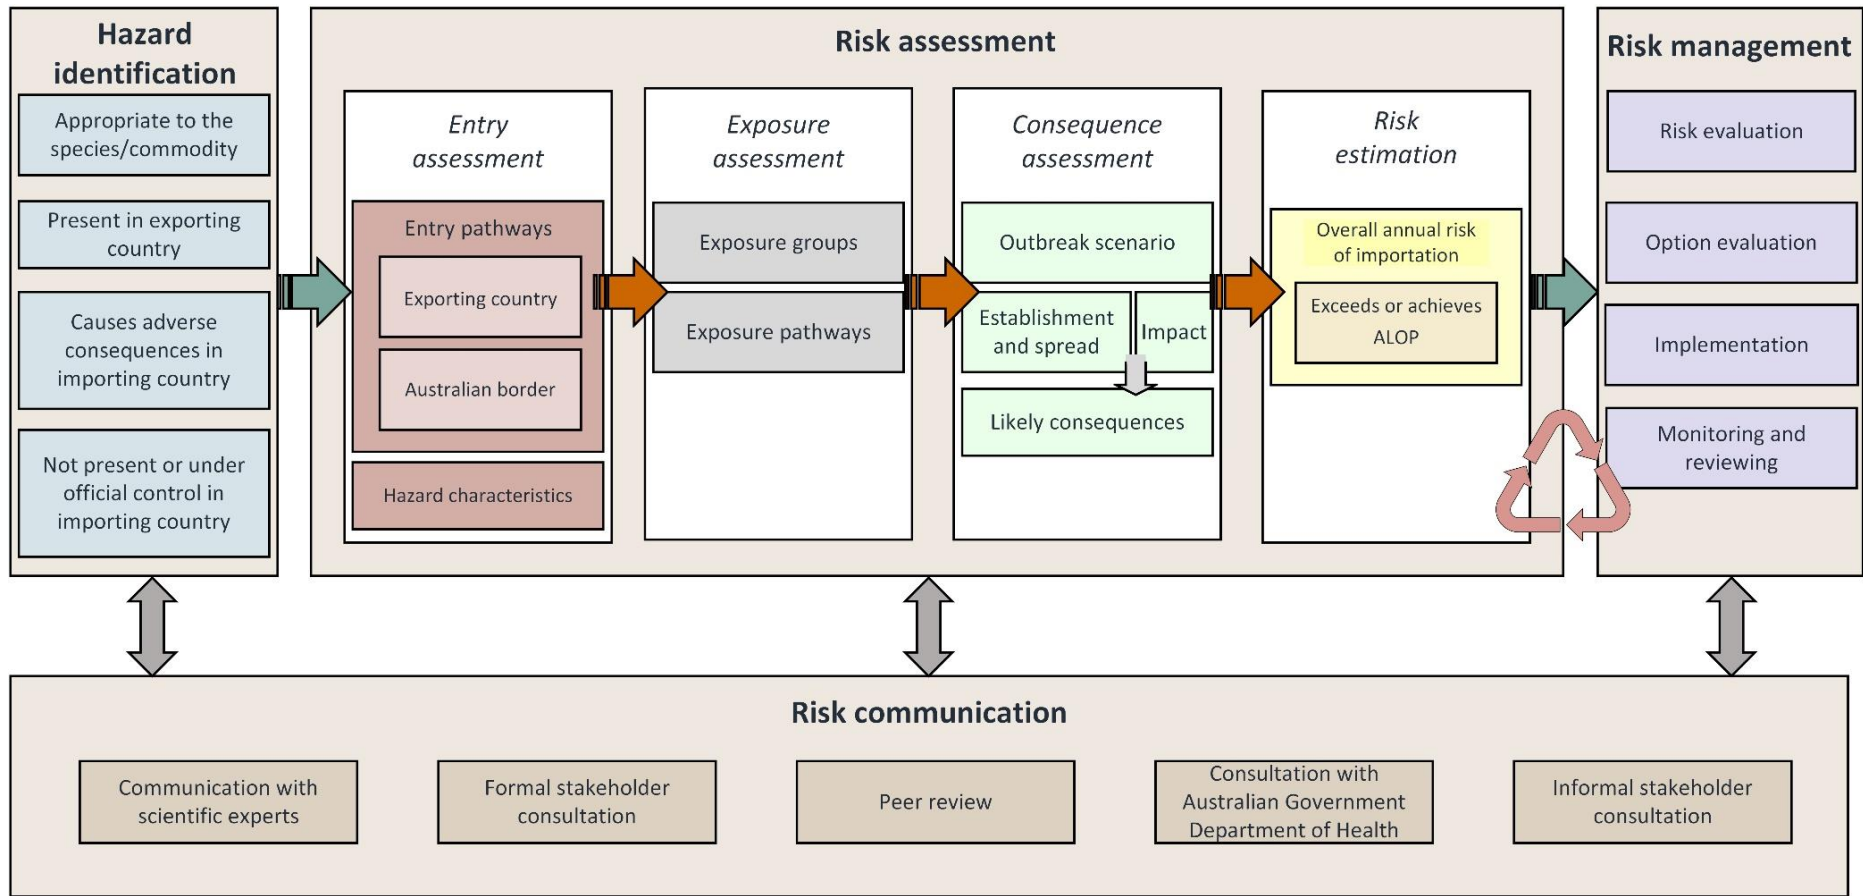 Hazard
identification
Appropriate to the
species/commodity
Present in exporting
country
Causes adverse
consequences in
importing country
Not present or under
official control in
importing country
Risk assessment
Entry
assessment
Entry pathways
Exporting country
Australian border
Hazard characteristics
Exposure
assessment
Exposure groups
Exposure pathways
Consequence
assessment
Outbreak scenario
Establishment
and spread
Impact
Likely consequences
Risk
estimation
Overall annual risk
of importation
Exceeds or achieves
ALOP
Risk management
Risk evaluation
Option evaluation
Implementation
Monitoring and
reviewing
Risk communication
Communication with
scientific experts
Formal stakeholder
consultation
Peer review
Consultation with
Australian Government
Department of Health
Informal stakeholder
consultation